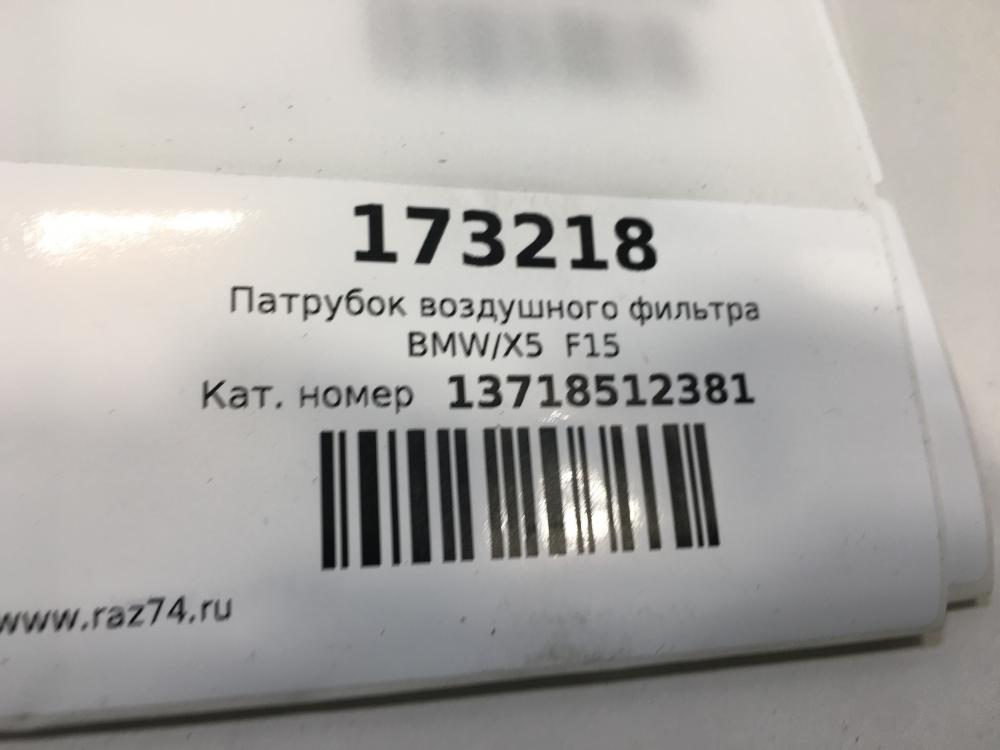 173218
Патрубок воздушного фильтра
BMW/X5 F15
Кат. номер 13718512381
www.raz74.ru